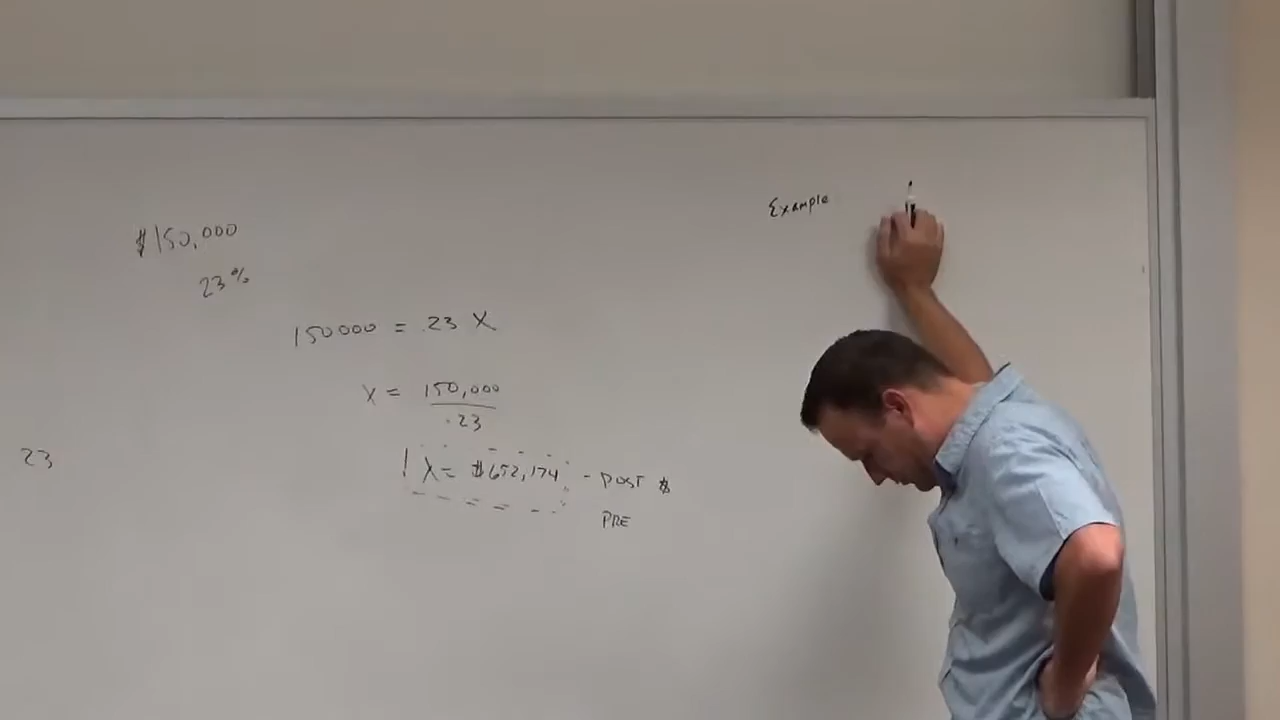 Example
$150,000
23%
150000 = .23 X
X = 150,000
.23
23
X = $652,174 - POST $
PRE